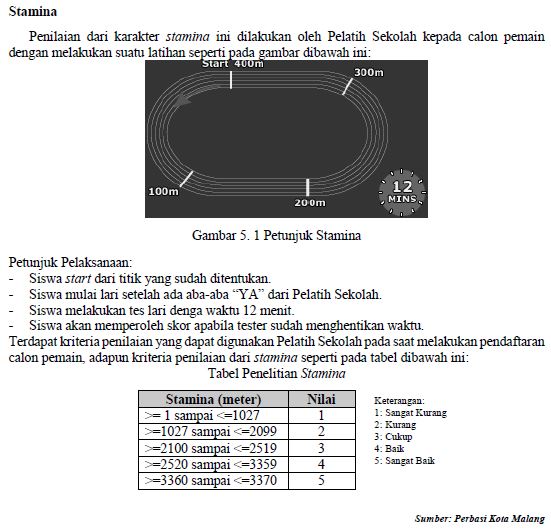 Stamina
Penilaian dari karakter stamina ini dilakukan oleh Pelatih Sekolah kepada calon pemain
dengan melakukan suatu latihan seperti pada gambar dibawah ini:
Start 400m
300m
100m
200m
12
MINS
Gambar 5. 1 Petunjuk Stamina
Petunjuk Pelaksanaan:
- Siswa start dari titik yang sudah ditentukan.
- Siswa mulai lari setelah ada aba-aba “YA” dari Pelatih Sekolah.
- Siswa melakukan tes lari denga waktu 12 menit.
- Siswa akan memperoleh skor apabila tester sudah menghentikan waktu.
Terdapat kriteria penilaian yang dapat digunakan Pelatih Sekolah pada saat melakukan pendaftaran
calon pemain, adapun kriteria penilaian dari stamina seperti pada tabel dibawah ini:
Tabel Penelitian Stamina
Stamina (meter) Nilai
>= 1 sampai <=1027 1
>=1027 sampai <=2099 2
>=2100 sampai <=2519 3
>=2520 sampai <=3359 4
>=3360 sampai <=3370 5
Keterangan:
1: Sangat Kurang
2: Kurang
3: Cukup
4: Baik
5: Sangat Baik
Sumber: Perbasi Kota Malang